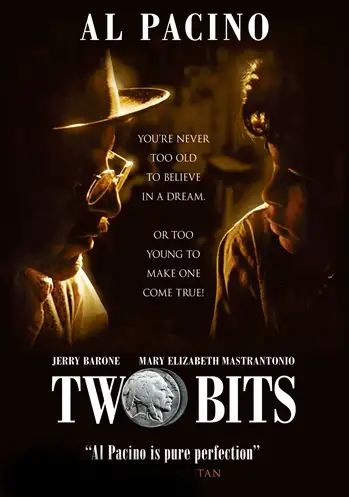 AL PACINO
YOU'RE NEVER
TOO OLD
TO BELIEVE
IN A DREAM.
OR TOO
YOUNG TO
MAKE ONE
COME TRUE!
JERRY BARONE MARY ELIZABETH MASTRANTONIO
TWO BITS
“Al Pacino is pure perfection”
TAN